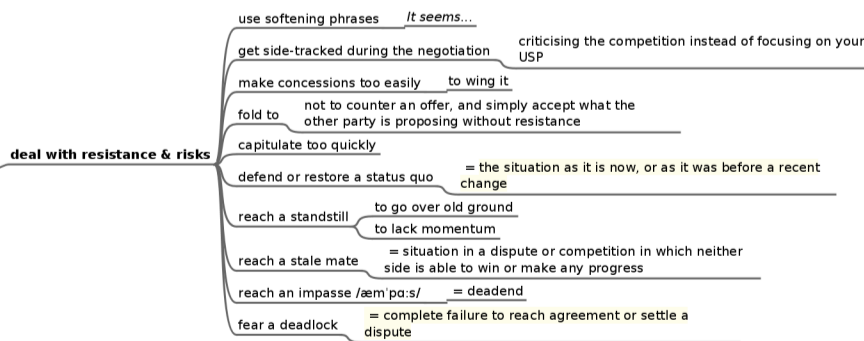 use softening phrases
It seems...
get side-tracked during the negotiation
criticising the competition instead of focusing on your
USP
make concessions too easily
to wing it
fold to
not to counter an offer, and simply accept what the
other party is proposing without resistance
deal with resistance & risks
capitulate too quickly
defend or restore a status quo
= the situation as it is now, or as it was before a recent
change
reach a standstill
to go over old ground
to lack momentum
reach a stale mate
= situation in a dispute or competition in which neither
side is able to win or make any progress
reach an impasse /æmˈpɑːs/
= deadend
fear a deadlock
= complete failure to reach agreement or settle a
dispute